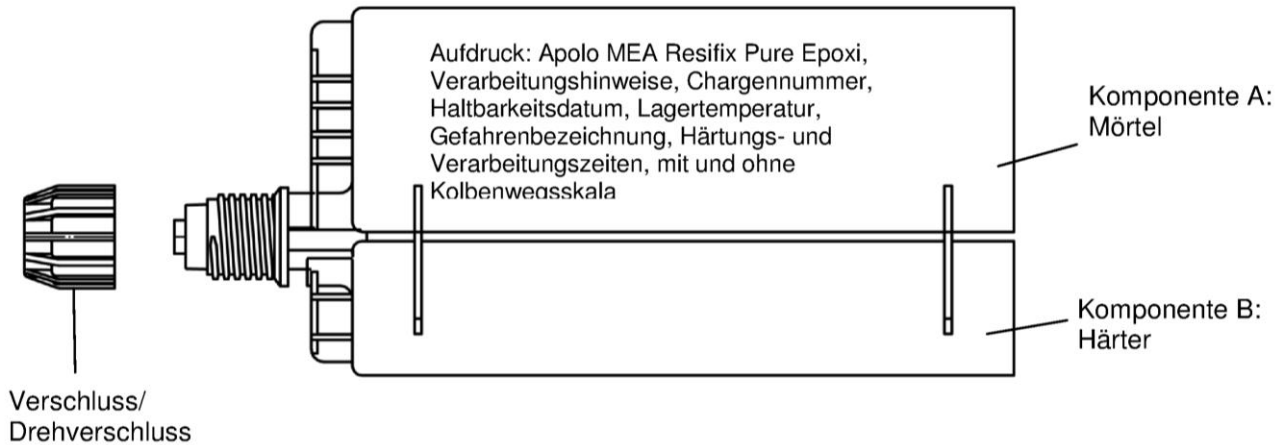 Aufdruck: Apolo MEA Resifix Pure Epoxi,
Verarbeitungshinweise, Chargennummer,
Haltbarkeitsdatum, Lagertemperatur,
Gefahrenbezeichnung, Härtungs- und
Verarbeitungszeiten, mit und ohne
Kolbenwegsskala
Komponente A:
Mörtel
Komponente B:
Härter
Verschluss/
Drehverschluss